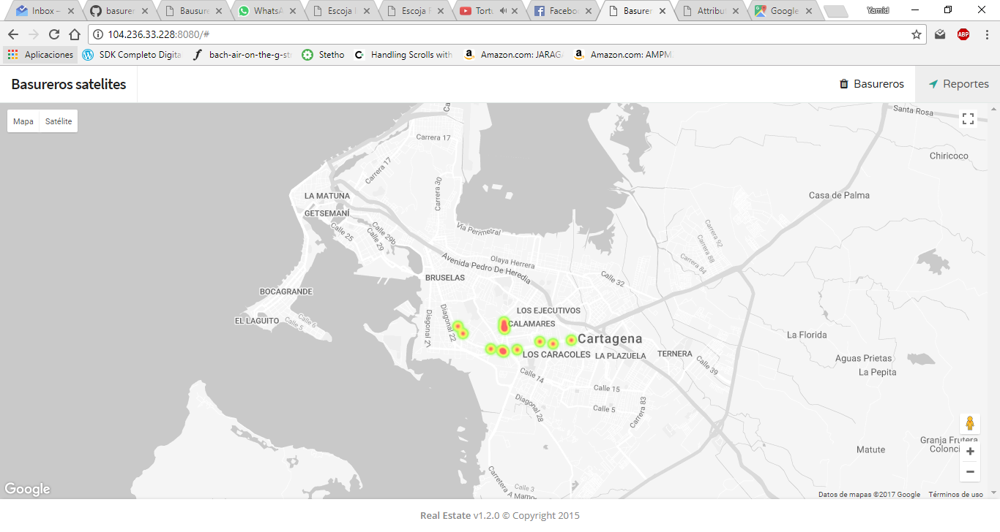 Inbox –
basurer
Bausure
WhatsA
Escoja
Escoja F
Tortu
Facebo
Basurer
Attribut
Google
Yamid
104.236.33.228:8080/#
ABP
Aplicaciones
SDK Completo Digita
bach-air-on-the-g-str
Stetho
Handling Scrolls with
Amazon.com: JARAGA
Amazon.com: AMPM
Basureros satelites
Basureros
Reportes
Mapa
Satélite
Ca
Santa Rosa
Carrera 17
Chiricoco
Carrera 17
Carrera 30
LA MATUNA
Casa de Palma
GETSEMANÍ
Calle 25
Calle 29b
Calle 29
Vía Perimetral
Carrera 92
Carrera 88
Carrera 84
Olaya Herrera
Avenida Pedro De Heredia
Calle 32
BRUSELAS
BOCAGRANDE
EL LAGUITO
Calle 6
Calle 5
Diagonal 21
Diagonal 22
LOS EJECUTIVOS
CALAMARES
Cartagena
La Florida
LOS CARACOLES
LA PLAZUELA
TERNERA
Calle 39
Aguas Prietas
La Pepita
Calle 14
Calle 15
Diagonal 28
Calle 5
Carrera 83
Granja Frutera
Colonci
Matute
Calle 3
Carretera A Mamo
Google
Datos de mapas ©2017 Google
Términos de uso
Real Estate v1.2.0 © Copyright 2015